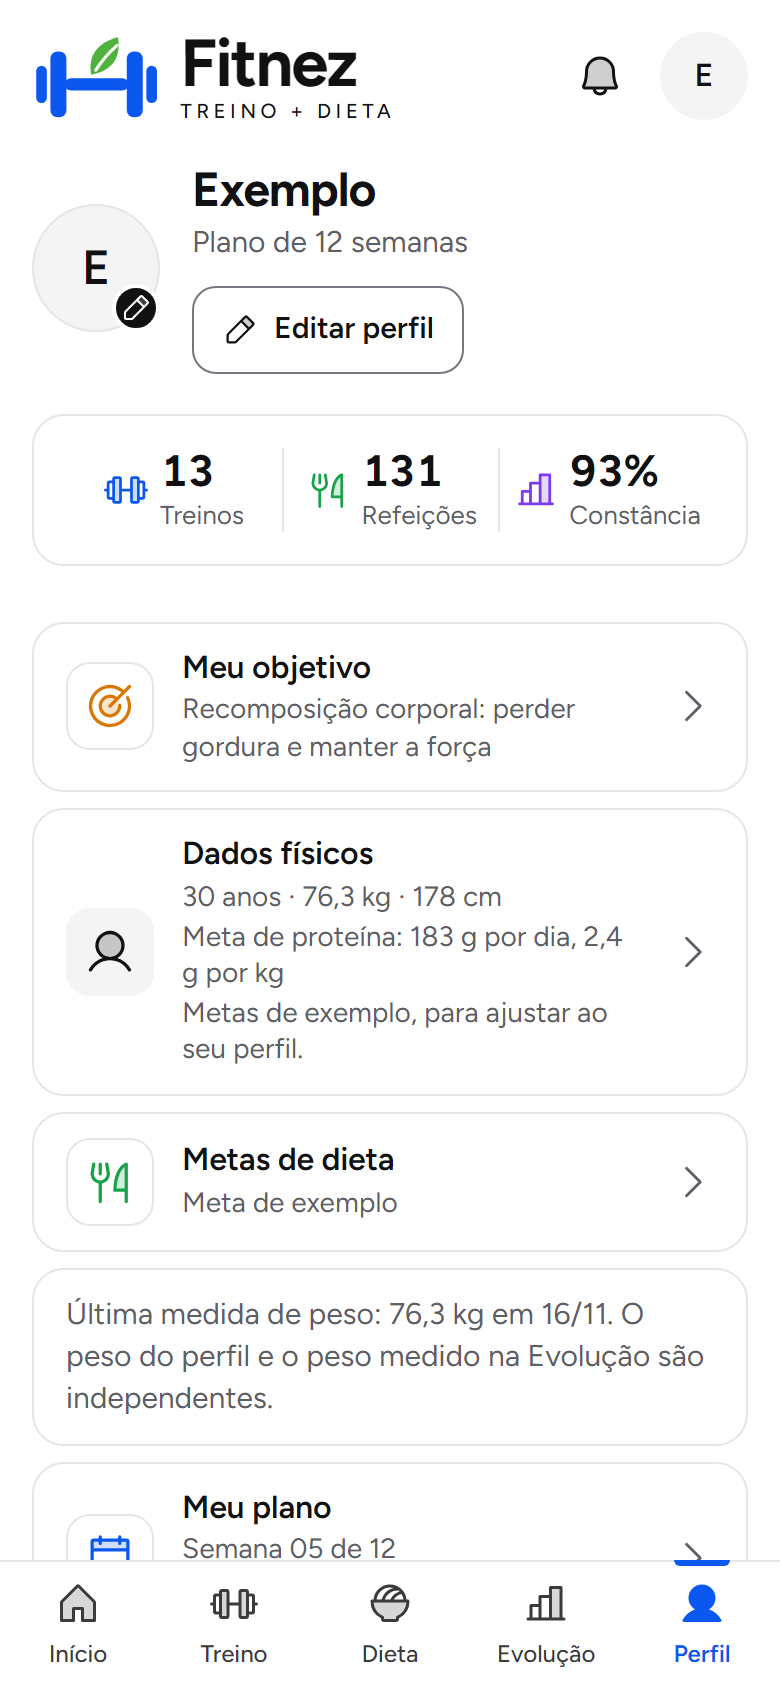 Fitnez
TREINO + DIETA
E
E
Exemplo
Plano de 12 semanas
Editar perfil
13
Treinos
131
Refeições
93%
Constância
Meu objetivo
Recomposição corporal: perder
gordura e manter a força
Dados físicos
30 anos · 76,3 kg · 178 cm
Meta de proteína: 183 g por dia, 2,4
g por kg
Metas de exemplo, para ajustar ao
seu perfil.
Metas de dieta
Meta de exemplo
Última medida de peso: 76,3 kg em 16/11. O
peso do perfil e o peso medido na Evolução são
independentes.
Meu plano
Semana 05 de 12
Início
Treino
Dieta
Evolução
Perfil